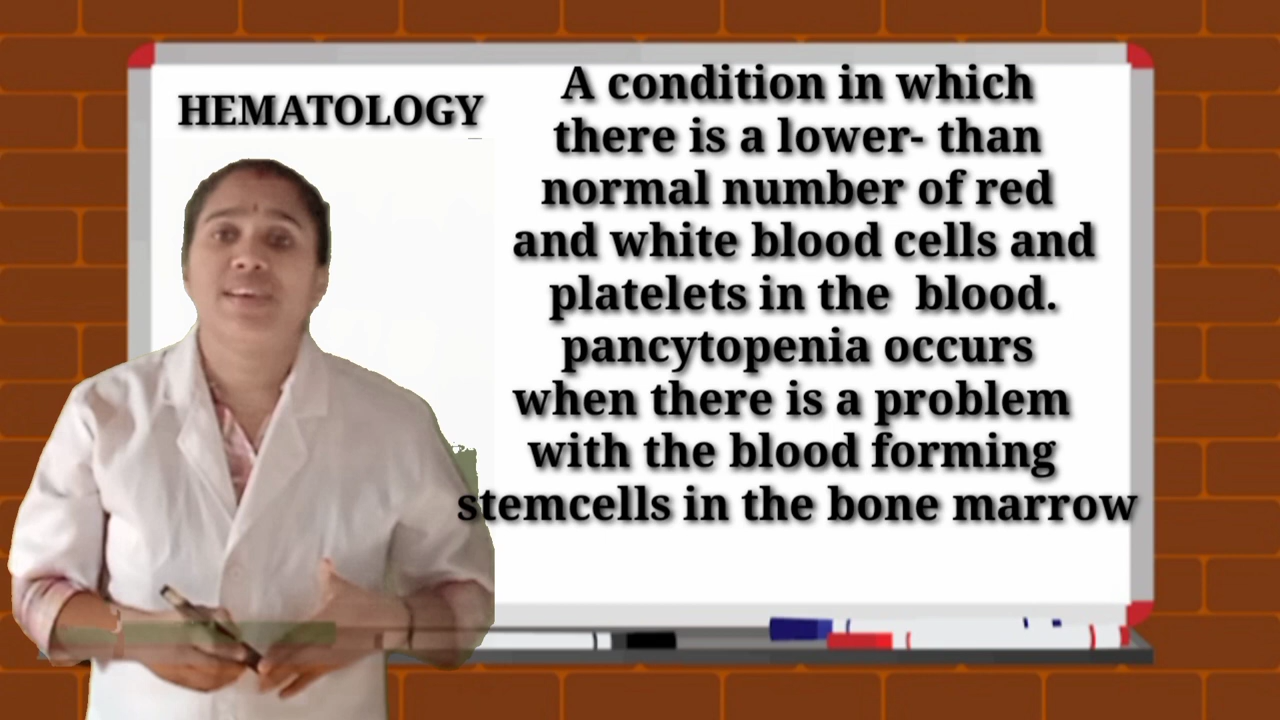 HEMATOLOGY
A condition in which
there is a lower- than
normal number of red
and white blood cells and
platelets in the blood.
pancytopenia occurs
when there is a problem
with the blood forming
stemcells in the bone marrow